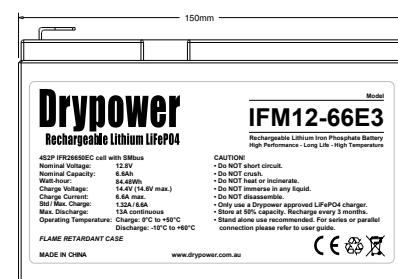 150mm
Drypower
Rechargeable Lithium LiFePO4
Model
IFM12-66E3
Rechargeable Lithium Iron Phosphate Battery
High Performance - Long Life - High Temperature
4S2P IFR26650EC cell with SMbus
Nominal Voltage: 12.8V
Nominal Capacity: 6.6Ah
Watt-hour: 84.48Wh
Charge Voltage: 14.4V (14.6V max.)
Charge Current: 6.6A max.
Std / Max. Charge: 1.32A / 6.6A
Max. Discharge: 13A continuous
Operating Temperature: Charge: 0°C to +50°C
Discharge: -10°C to +60°C
FLAME RETARDANT CASE
MADE IN CHINA
www.drypower.com.au
CAUTION!
• Do NOT short circuit.
• Do NOT crush.
• Do NOT heat or incinerate.
• Do NOT immerse in any liquid.
• Do NOT disassemble.
• Only use a Drypower approved LiFePO4 charger.
• Store at 50% capacity. Recharge every 3 months.
• Stand alone use recommended. For series or parallel
connection please refer to user guide.
CE